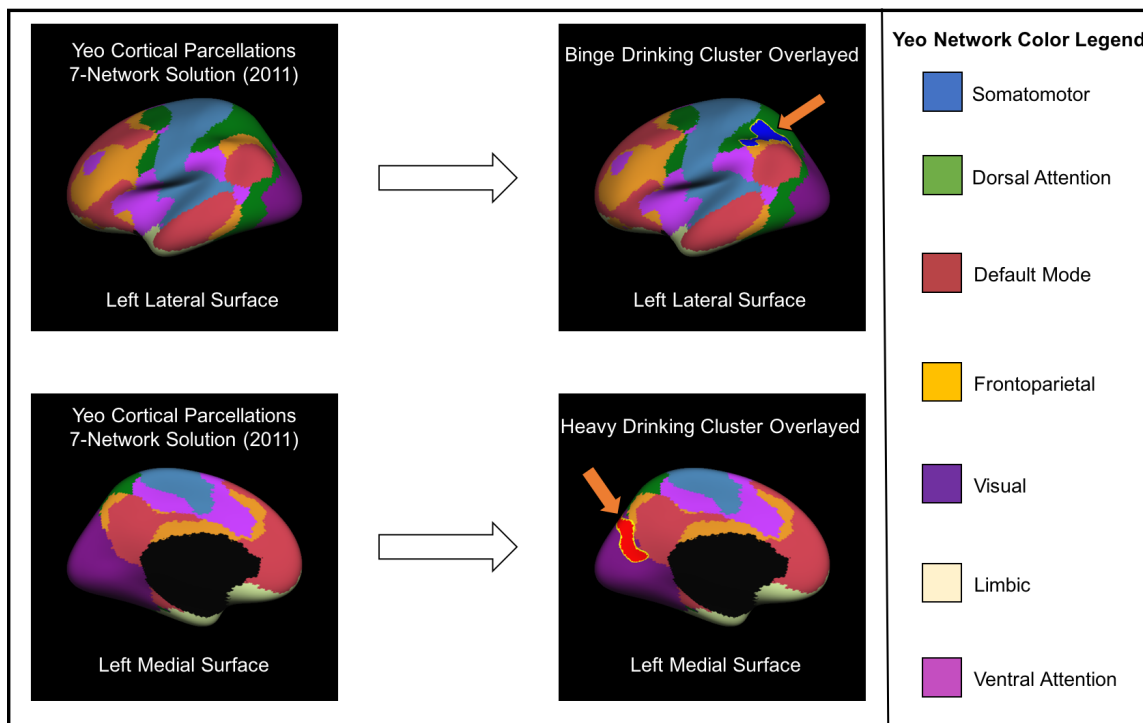 Yeo Cortical Parcellations
7-Network Solution (2011)
Left Lateral Surface
Binge Drinking Cluster Overlayed
Left Lateral Surface
Yeo Cortical Parcellations
7-Network Solution (2011)
Left Medial Surface
Heavy Drinking Cluster Overlayed
Left Medial Surface
Yeo Network Color Legend
Somatomotor
Dorsal Attention
Default Mode
Frontoparietal
Visual
Limbic
Ventral Attention